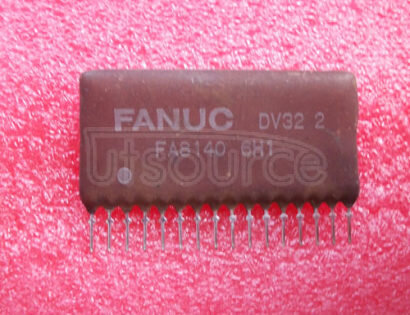 FANUC DV32 2
FA8140 GH1
utsource